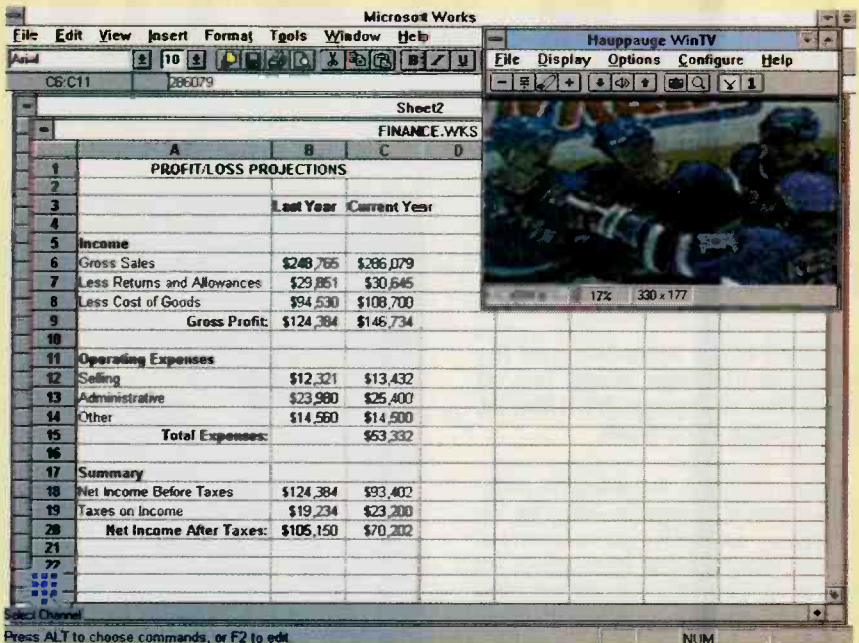 Microsoft Works
File Edit View Insert Format Tools Window Help
Arial 10 B I U
C6:C11 286079
Sheet2
FINANCE.WKS
A B C D
1 PROFIT/LOSS PROJECTIONS
2
3 Last Year Current Year
4
5 Income
6 Gross Sales $248,765 $286,079
7 Less Returns and Allowances $29,851 $30,645
8 Less Cost of Goods $94,530 $108,700
9 Gross Profit: $124,384 $146,734
10
11 Operating Expenses
12 Selling $12,321 $13,432
13 Administrative $23,980 $25,400
14 Other $14,560 $14,500
15 Total Expenses: $53,332
16
17 Summary
18 Net Income Before Taxes $124,384 $93,402
19 Taxes on Income $19,234 $23,200
20 Net Income After Taxes: $105,150 $70,202
21
22
Hauppauge WinTV
File Display Options Configure Help
1
17% 330 x 177
Select Channel
Press ALT to choose commands, or F2 to edit. NUM